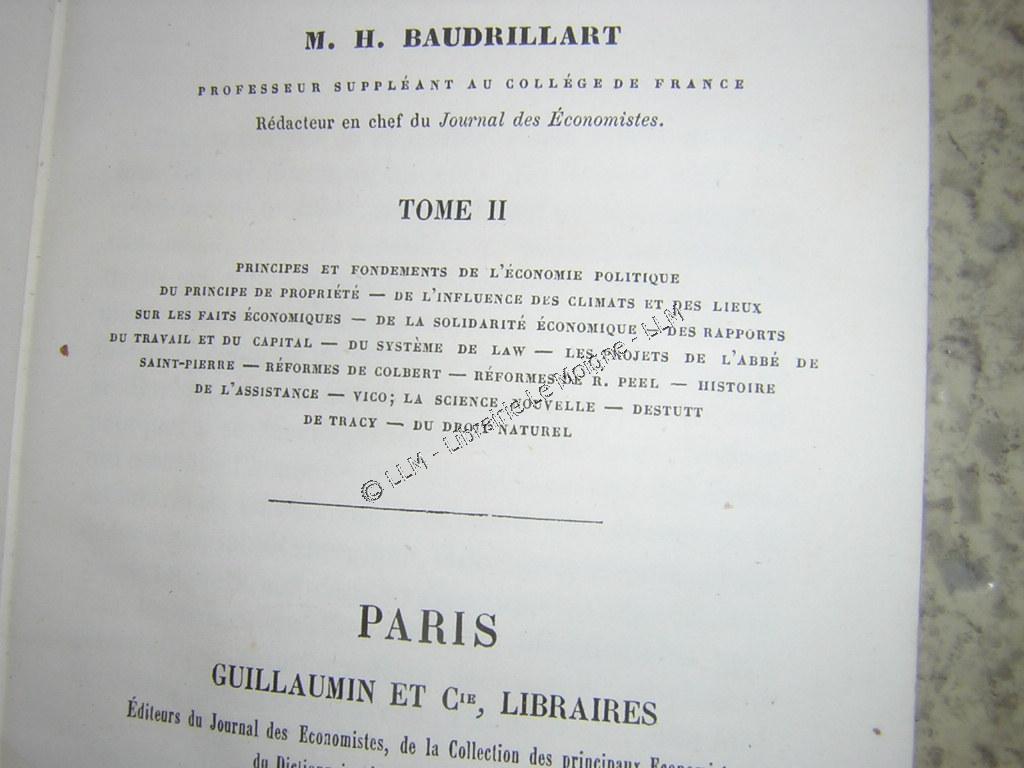 M. H. BAUDRILLART
PROFESSEUR SUPPLÉANT AU COLLÉGE DE FRANCE
Rédacteur en chef du Journal des Économistes.
TOME II
PRINCIPES ET FONDEMENTS DE L'ÉCONOMIE POLITIQUE
DU PRINCIPE DE PROPRIÉTÉ — DE L'INFLUENCE DES CLIMATS ET DES LIEUX
SUR LES FAITS ÉCONOMIQUES — DE LA SOLIDARITÉ ÉCONOMIQUE — DES RAPPORTS
DU TRAVAIL ET DU CAPITAL — DU SYSTÈME DE LAW — LES PROJETS DE L'ABBÉ DE
SAINT-PIERRE — RÉFORMES DE COLBERT — RÉFORMES DE R. PEEL — HISTOIRE
DE L'ASSISTANCE — VICO; LA SCIENCE NOUVELLE — DESTUTT
DE TRACY — DU DROIT NATUREL
© LLM - Librairie Le Moigne - LLM
PARIS
GUILLAUMIN ET CIE, LIBRAIRES
Éditeurs du Journal des Economistes, de la Collection des principaux
du